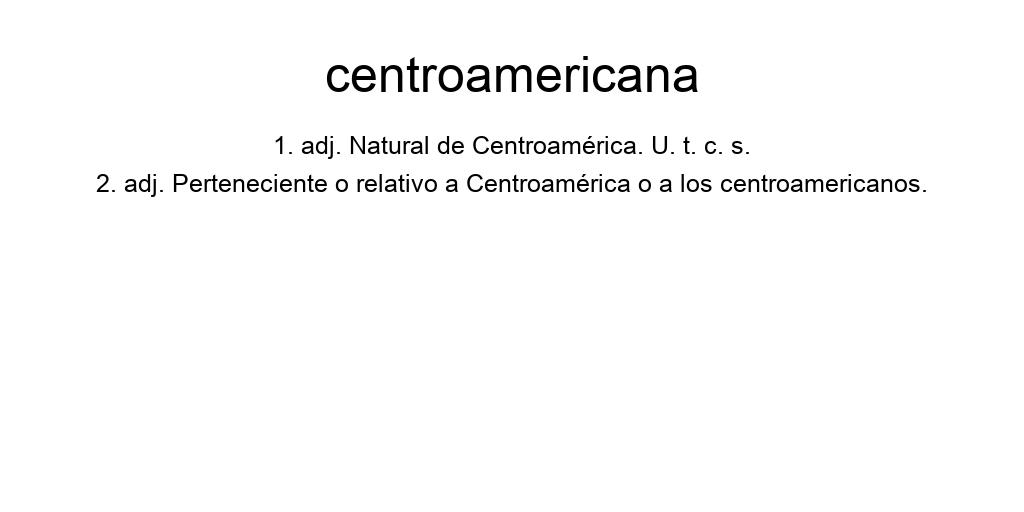 centroamericana
1. adj. Natural de Centroamérica. U. t. c. s.
2. adj. Perteneciente o relativo a Centroamérica o a los centroamericanos.